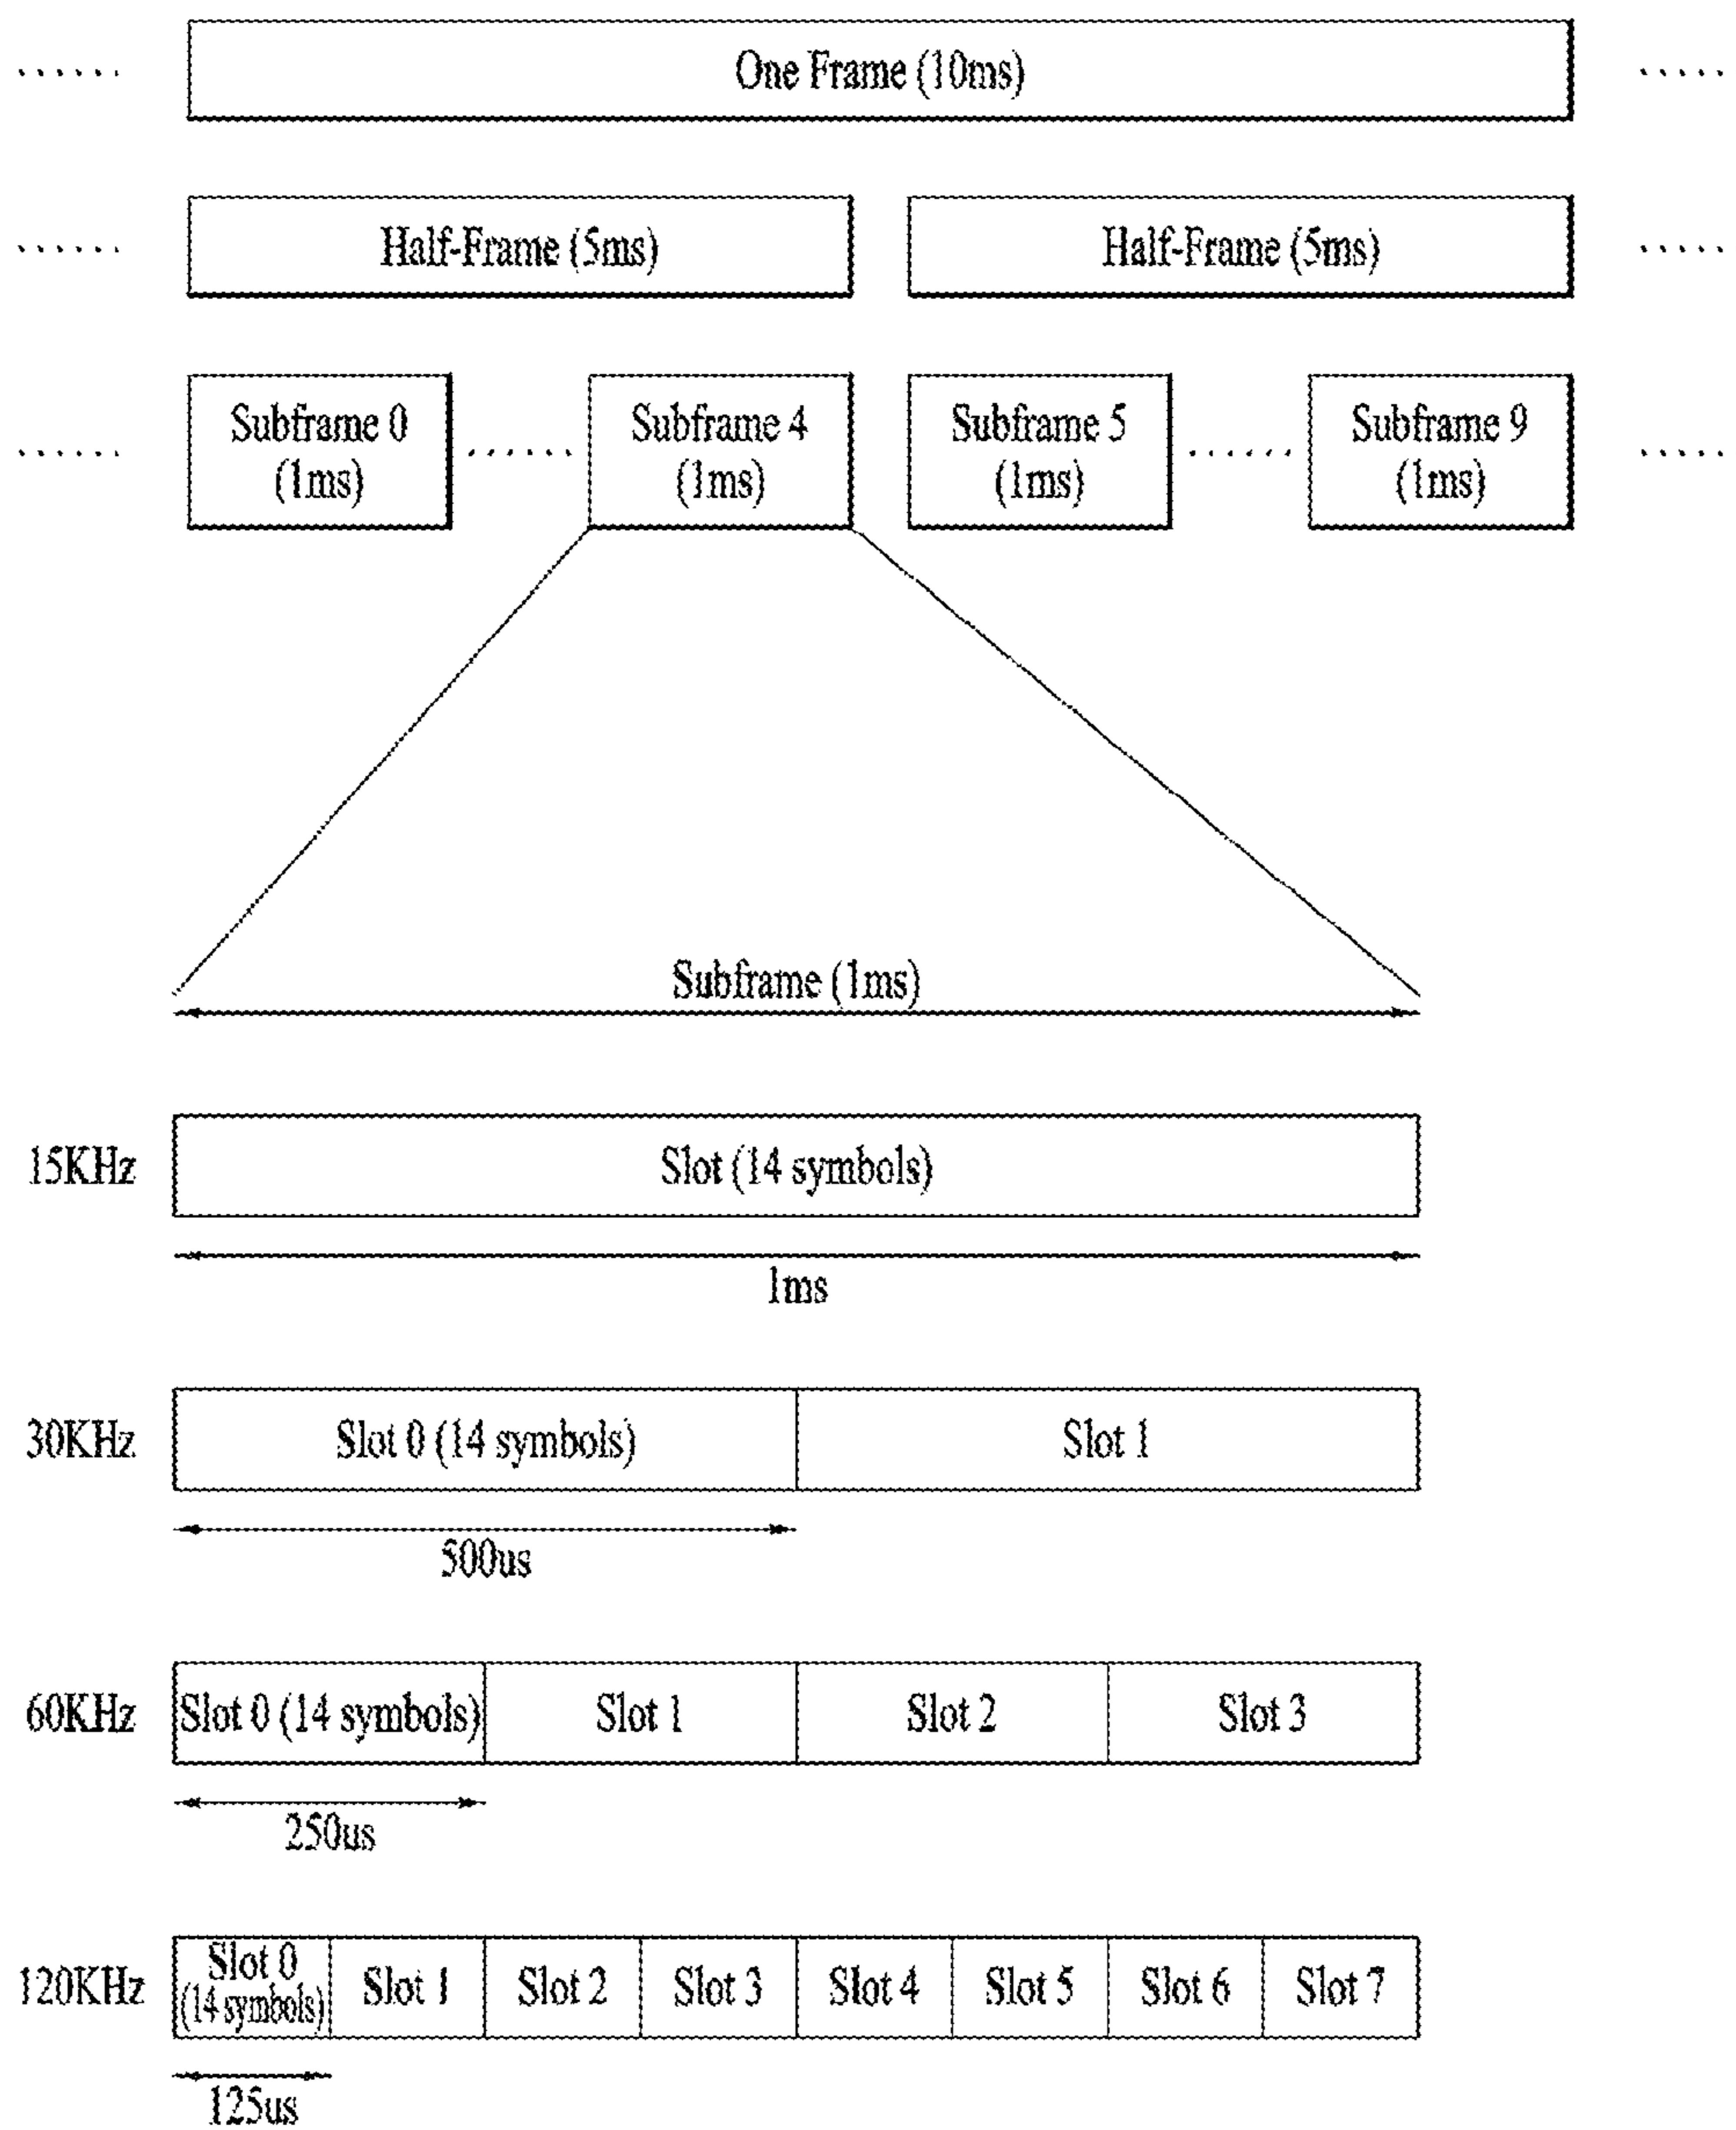 One Frame (10ms)
Half-Frame (5ms)
Half-Frame (5ms)
Subframe 0
(1ms)
Subframe 4
(1ms)
Subframe 5
(1ms)
Subframe 9
(1ms)
Subframe (1ms)
15KHz
Slot (14 symbols)
1ms
30KHz
Slot 0 (14 symbols)
Slot 1
500us
60KHz
Slot 0 (14 symbols)
Slot 1
Slot 2
Slot 3
250us
120KHz
Slot 0
(14 symbols)
Slot 1
Slot 2
Slot 3
Slot 4
Slot 5
Slot 6
Slot 7
125us